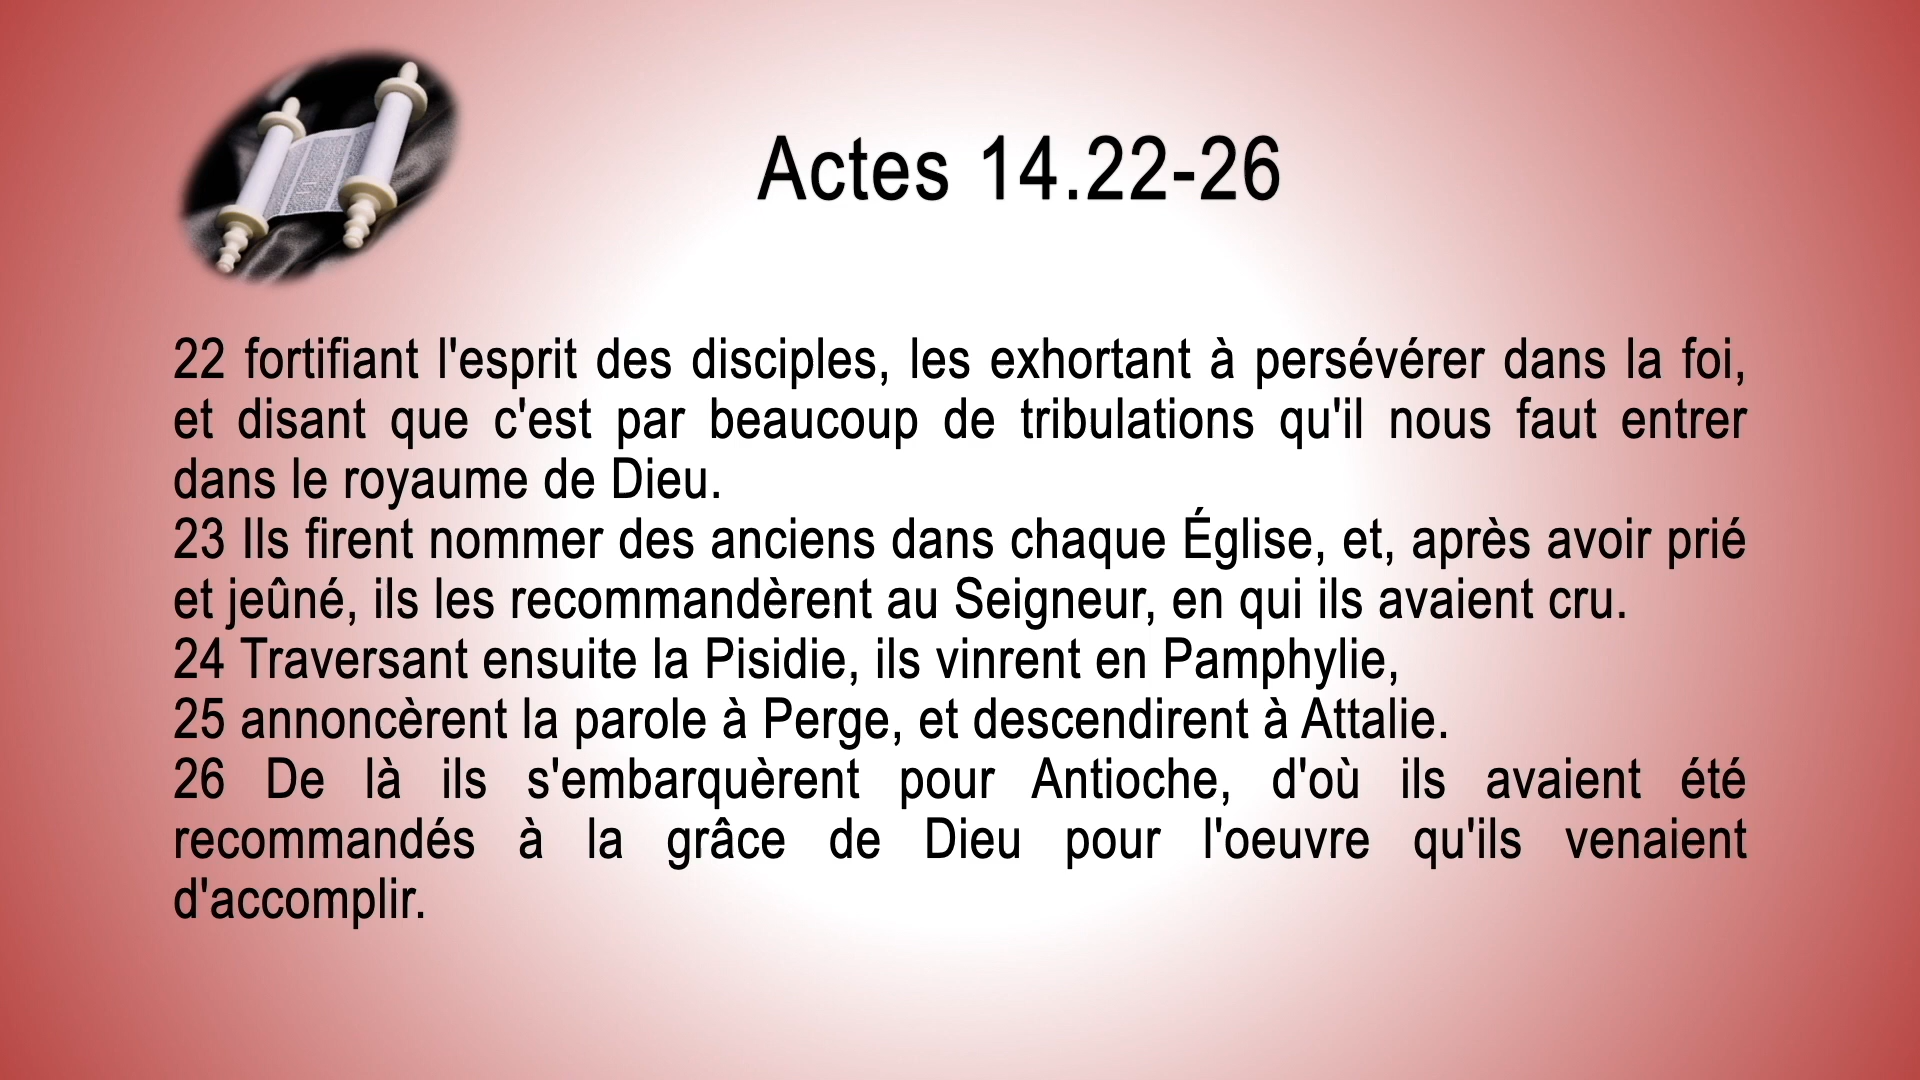 Actes 14.22-26
22 fortifiant l'esprit des disciples, les exhortant à persévérer dans la foi,
et disant que c'est par beaucoup de tribulations qu'il nous faut entrer
dans le royaume de Dieu.
23 Ils firent nommer des anciens dans chaque Église, et, après avoir prié
et jeûné, ils les recommandèrent au Seigneur, en qui ils avaient cru.
24 Traversant ensuite la Pisidie, ils vinrent en Pamphylie,
25 annoncèrent la parole à Perge, et descendirent à Attalie.
26 De là ils s'embarquèrent pour Antioche, d'où ils avaient été
recommandés à la grâce de Dieu pour l'oeuvre qu'ils venaient
d'accomplir.